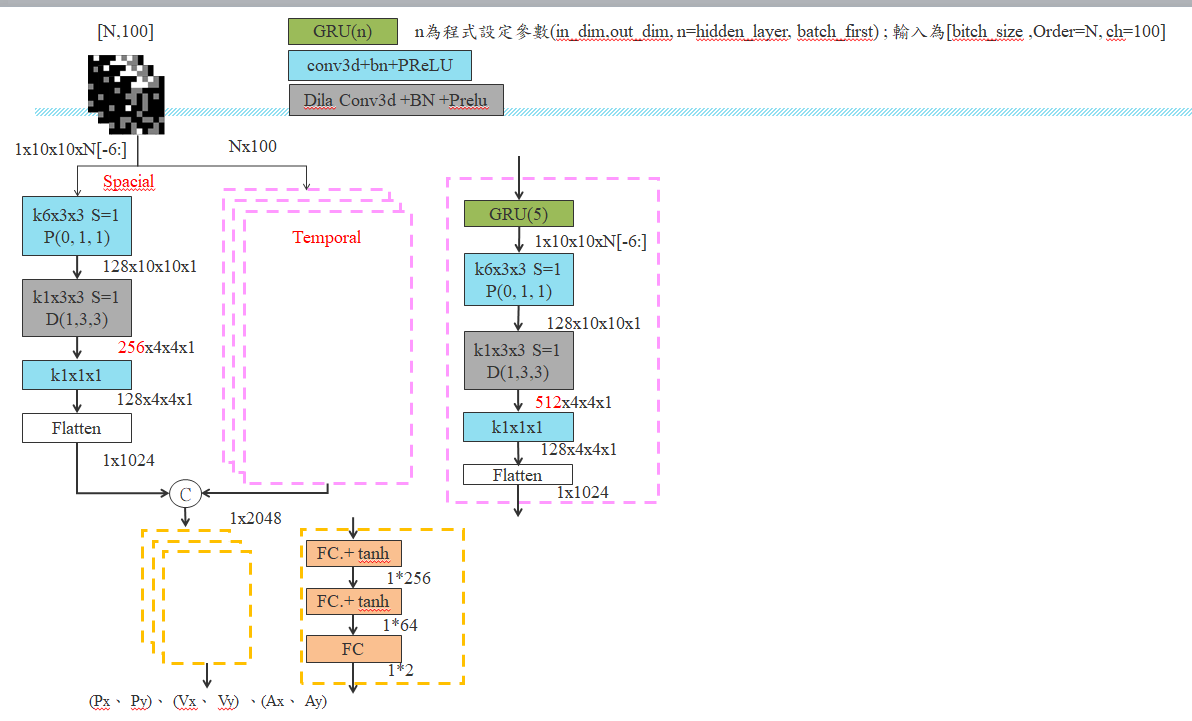 [N,100]
GRU(n)
n為程式設定參數(in_dim.out_dim, n=hidden_layer, batch_first) ; 輸入為[bitch_size ,Order=N, ch=100]
conv3d+bn+PReLU
Dila Conv3d +BN +Prelu
1x10x10xN[-6:]
Nx100
Spacial
k6x3x3 S=1
P(0, 1, 1)
128x10x10x1
k1x3x3 S=1
D(1,3,3)
256x4x4x1
k1x1x1
128x4x4x1
Flatten
1x1024
Temporal
GRU(5)
1x10x10xN[-6:]
k6x3x3 S=1
P(0, 1, 1)
128x10x10x1
k1x3x3 S=1
D(1,3,3)
512x4x4x1
k1x1x1
128x4x4x1
Flatten
1x1024
C
1x2048
FC.+ tanh
1*256
FC.+ tanh
1*64
FC
1*2
(Px、 Py)、 (Vx、 Vy) 、(Ax、 Ay)